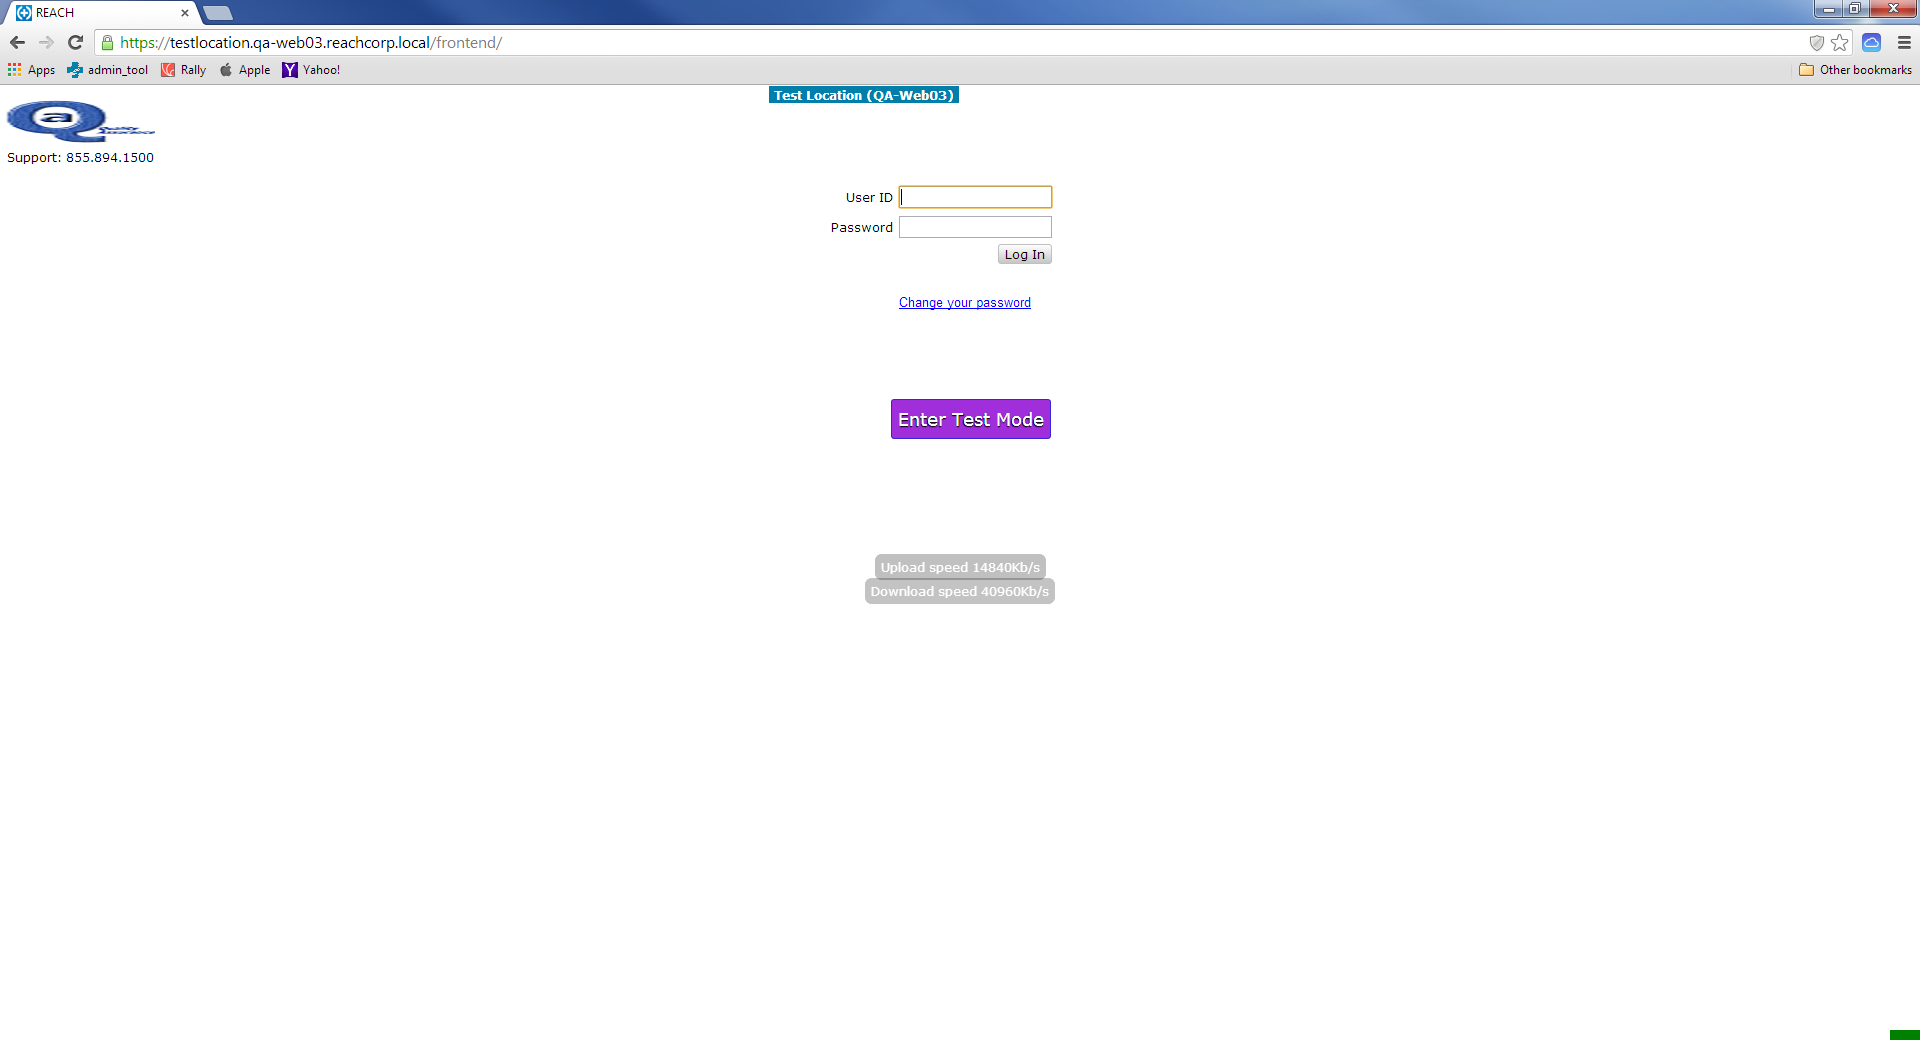 REACH
https://testlocation.qa-web03.reachcorp.local/frontend/
Apps admin_tool Rally Apple Yahoo! Other bookmarks
Test Location (QA-Web03)
a
Quality
Assurance
Support: 855.894.1500
User ID
Password
Log In
Change your password
Enter Test Mode
Upload speed 14840Kb/s
Download speed 40960Kb/s